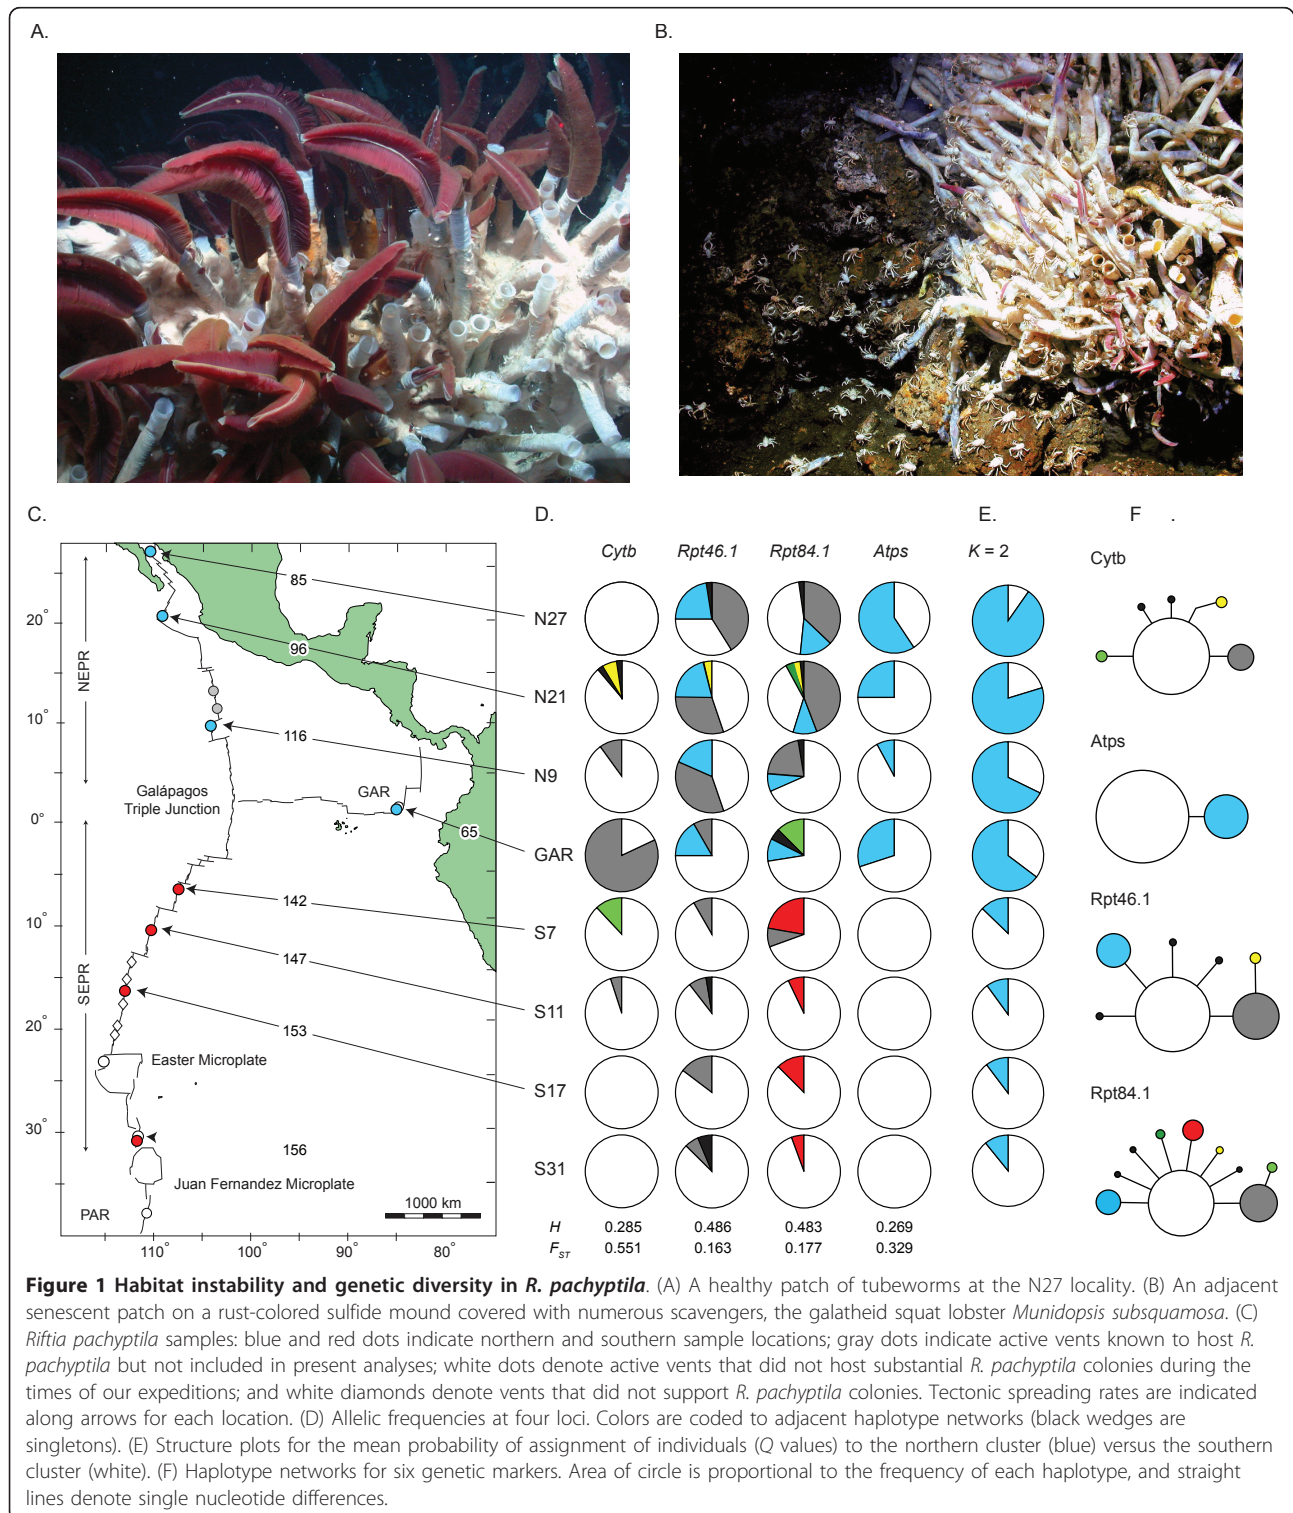 A.
B.
C.
D.
E.
F .
Cytb
Rpt46.1
Rpt84.1
Atps
K = 2
Cytb
Atps
Rpt46.1
Rpt84.1
20°
10°
0°
10°
20°
30°
NEPR
SEPR
85
96
116
65
142
147
153
156
Galápagos
Triple Junction
GAR
Easter Microplate
Juan Fernandez Microplate
PAR
1000 km
110°
100°
90°
80°
N27
N21
N9
GAR
S7
S11
S17
S31
H 0.285 0.486 0.483 0.269
FST 0.551 0.163 0.177 0.329
Figure 1 Habitat instability and genetic diversity in R. pachyptila. (A) A healthy patch of tubeworms at the N27 locality. (B) An adjacent
senescent patch on a rust-colored sulfide mound covered with numerous scavengers, the galatheid squat lobster Munidopsis subsquamosa. (C)
Riftia pachyptila samples: blue and red dots indicate northern and southern sample locations; gray dots indicate active vents known to host R.
pachyptila but not included in present analyses; white dots denote active vents that did not host substantial R. pachyptila colonies during the
times of our expeditions; and white diamonds denote vents that did not support R. pachyptila colonies. Tectonic spreading rates are indicated
along arrows for each location. (D) Allelic frequencies at four loci. Colors are coded to adjacent haplotype networks (black wedges are
singletons). (E) Structure plots for the mean probability of assignment of individuals (Q values) to the northern cluster (blue) versus the southern
cluster (white). (F) Haplotype networks for six genetic markers. Area of circle is proportional to the frequency of each haplotype, and straight
lines denote single nucleotide differences.